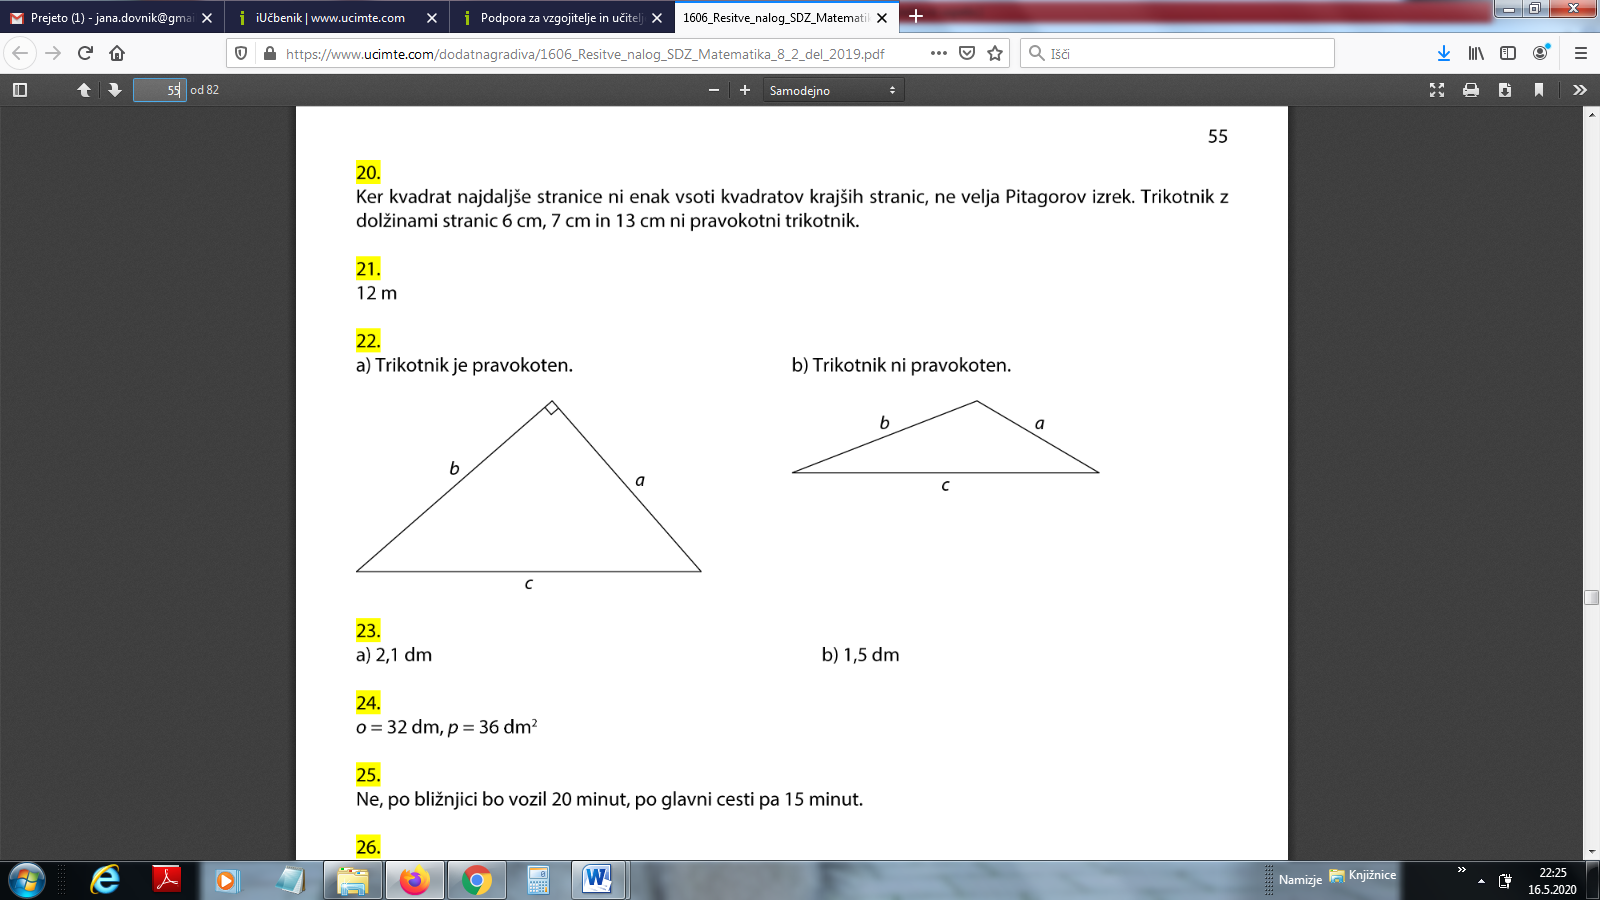 Prejeto (1) - jana.dovnik@gmai
iUčbenik | www.ucimte.com
Podpora za vzgojitelje in učitelj
1606_Resitve_nalog_SDZ_Matemati
https://www.ucimte.com/dodatnagradiva/1606_Resitve_nalog_SDZ_Matematika_8_2_del_2019.pdf
Išči
55 od 82
Samodejno
55
20.
Ker kvadrat najdaljše stranice ni enak vsoti kvadratov krajših stranic, ne velja Pitagorov izrek. Trikotnik z
dolžinami stranic 6 cm, 7 cm in 13 cm ni pravokotni trikotnik.
21.
12 m
22.
a) Trikotnik je pravokoten.
b) Trikotnik ni pravokoten.
b
a
c
b
a
c
23.
a) 2,1 dm
b) 1,5 dm
24.
o = 32 dm, p = 36 dm²
25.
Ne, po bližnjici bo vozil 20 minut, po glavni cesti pa 15 minut.
26.
Namizje
Knjižnice
22:25
16.5.2020